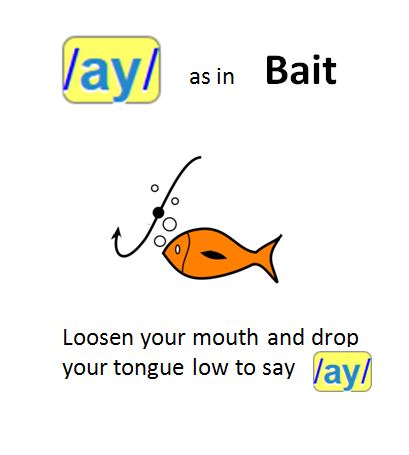 /ay/ as in Bait
Loosen your mouth and drop
your tongue low to say /ay/